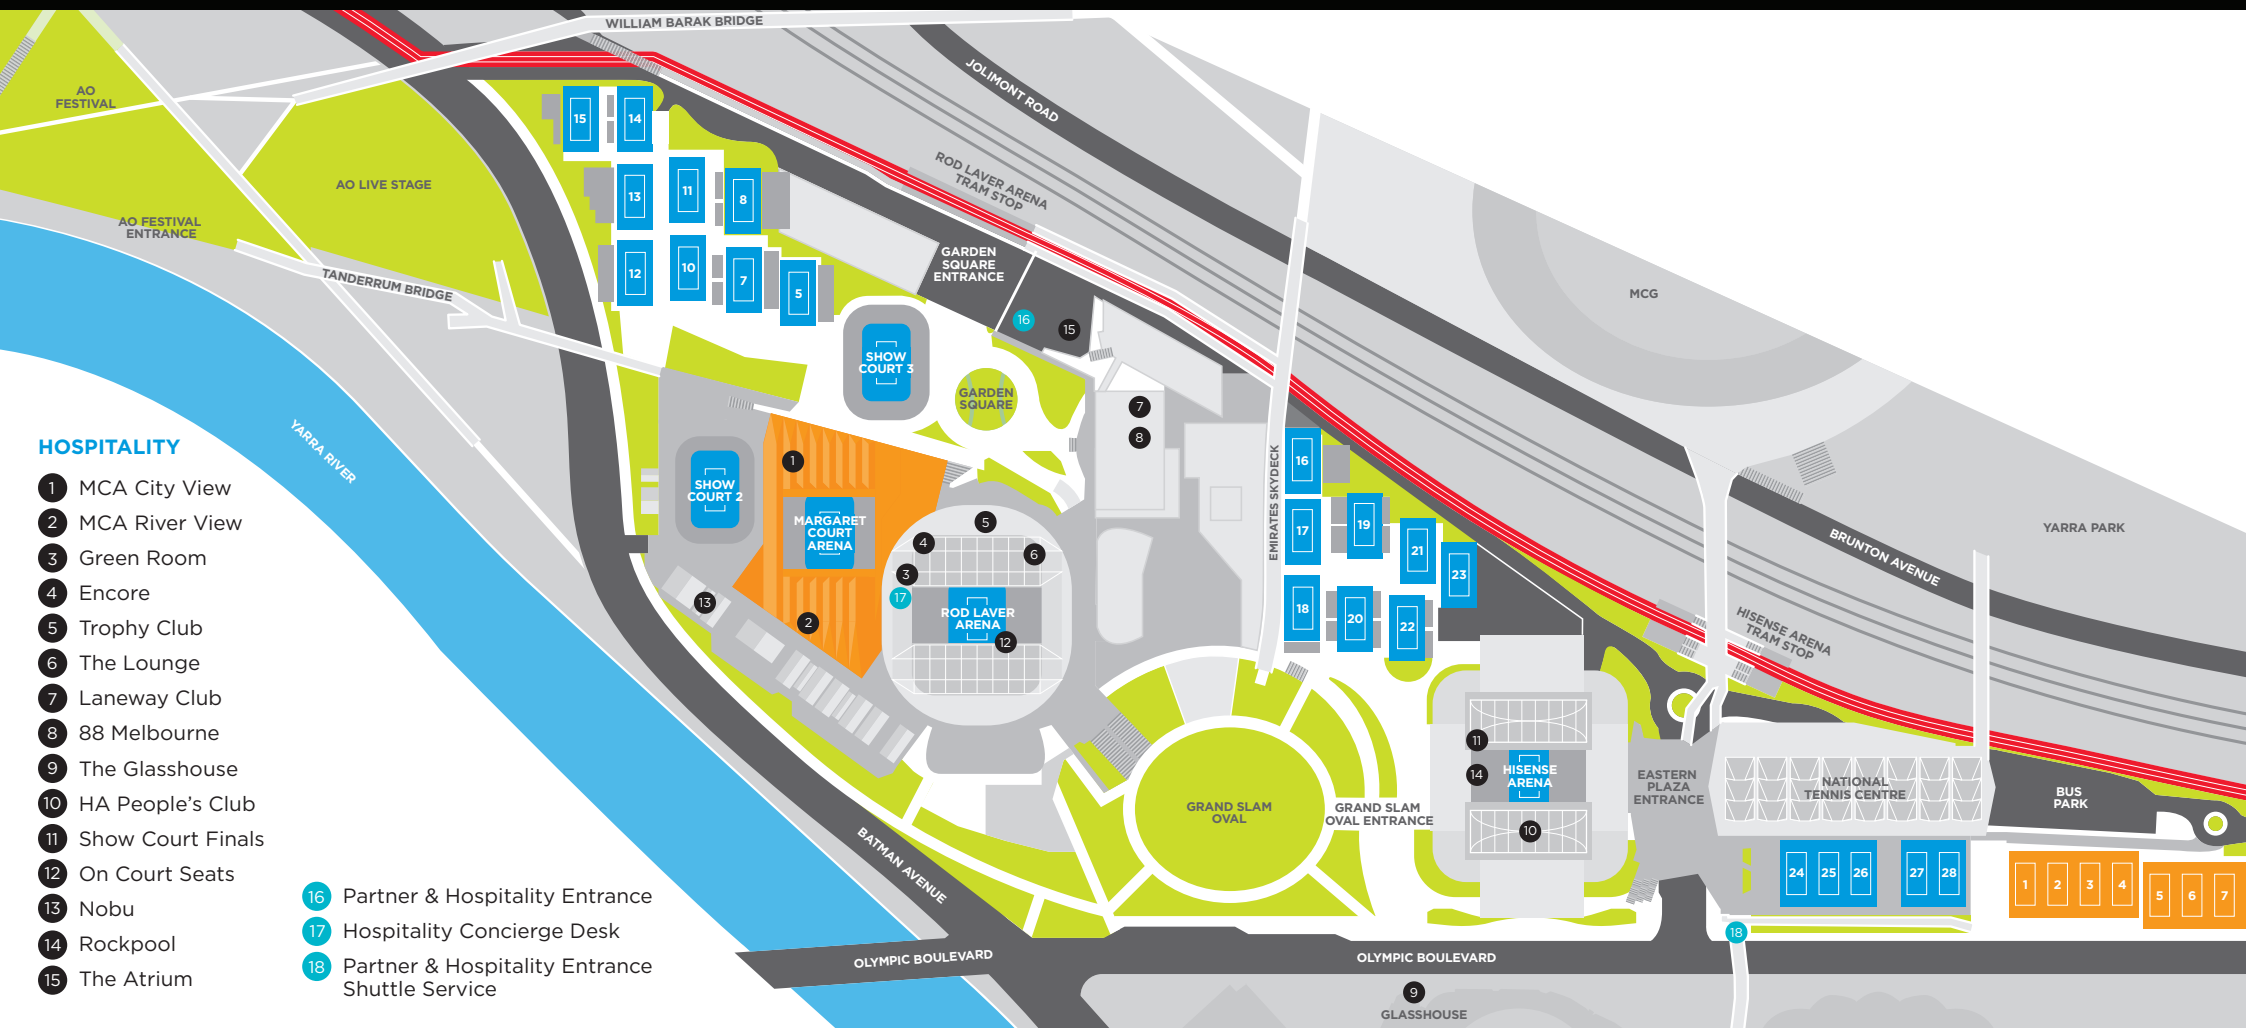 WILLIAM BARAK BRIDGE
JOLIMONT ROAD
AO
FESTIVAL
AO LIVE STAGE
AO FESTIVAL
ENTRANCE
TANDERRUM BRIDGE
YARRA RIVER
15
14
13
11
8
12
10
7
5
ROD LAVER ARENA
TRAM STOP
GARDEN
SQUARE
ENTRANCE
16
15
SHOW
COURT 3
GARDEN
SQUARE
MCG
7
8
EMIRATES SKYDECK
YARRA PARK
BRUNTON AVENUE
HISENSE ARENA
TRAM STOP
SHOW
COURT 2
1
MARGARET
COURT
ARENA
2
13
5
4
6
3
17
ROD LAVER
ARENA
12
16
17
18
19
20
21
22
23
11
14
HISENSE
ARENA
10
GRAND SLAM
OVAL
GRAND SLAM
OVAL ENTRANCE
EASTERN
PLAZA
ENTRANCE
NATIONAL
TENNIS CENTRE
BUS
PARK
24
25
26
27
28
1
2
3
4
5
6
7
18
BATMAN AVENUE
OLYMPIC BOULEVARD
OLYMPIC BOULEVARD
9
GLASSHOUSE
HOSPITALITY
1 MCA City View
2 MCA River View
3 Green Room
4 Encore
5 Trophy Club
6 The Lounge
7 Laneway Club
8 88 Melbourne
9 The Glasshouse
10 HA People's Club
11 Show Court Finals
12 On Court Seats
13 Nobu
14 Rockpool
15 The Atrium
16 Partner & Hospitality Entrance
17 Hospitality Concierge Desk
18 Partner & Hospitality Entrance
Shuttle Service